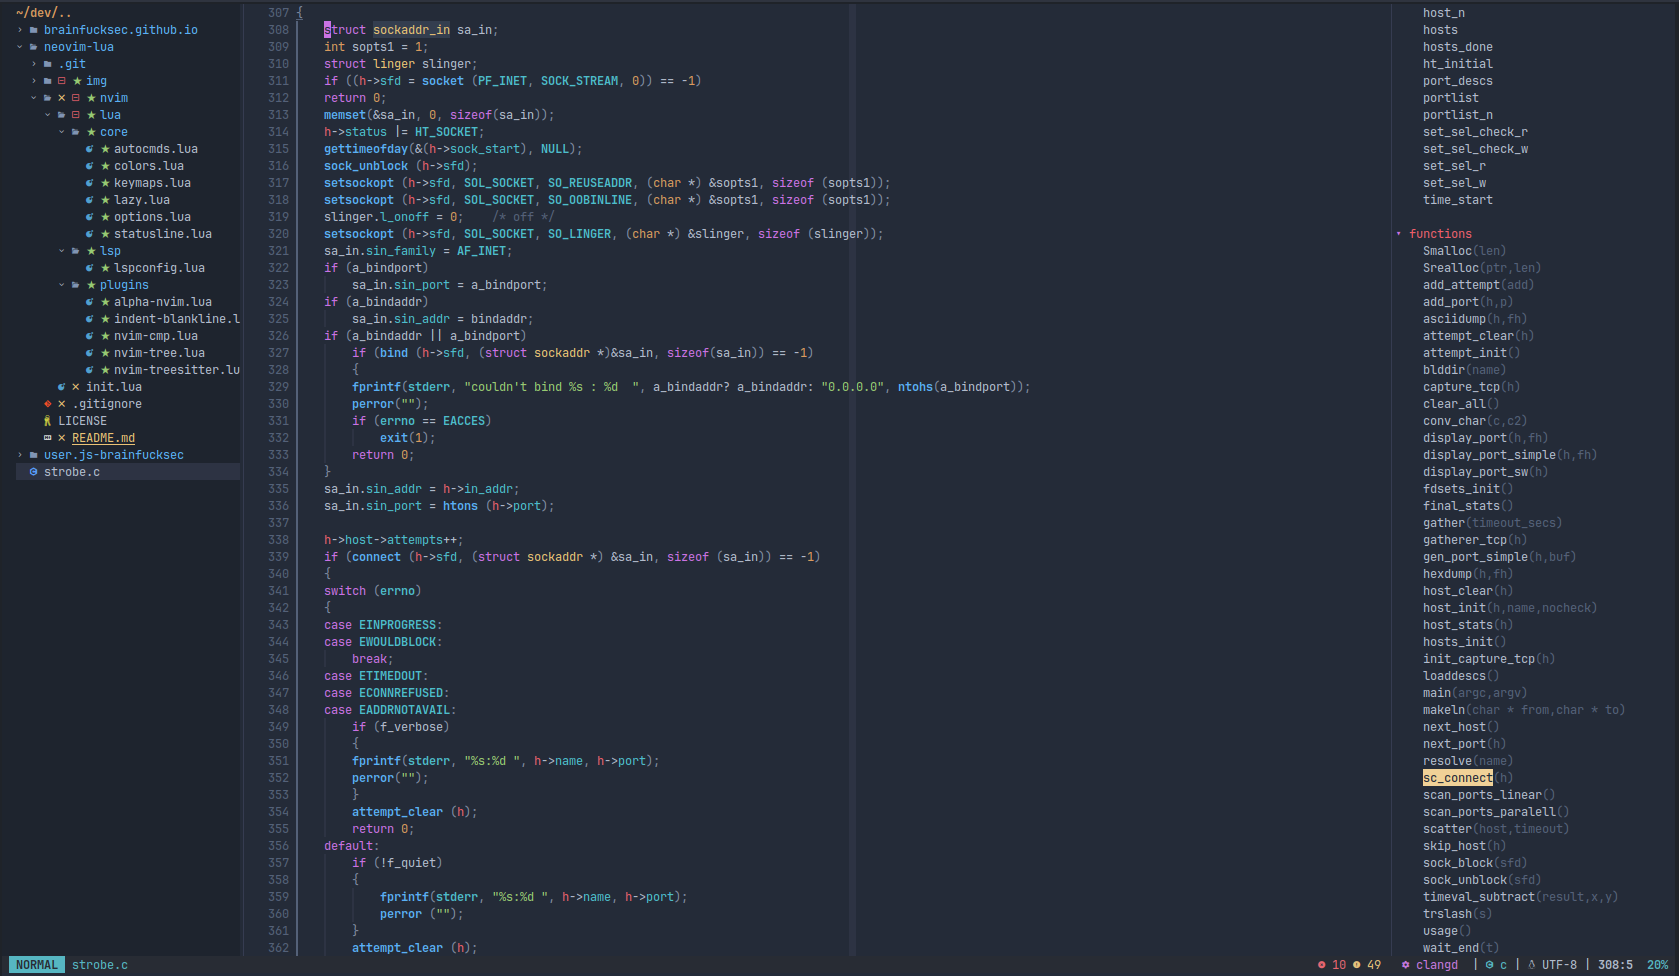 ~/dev/..
brainfucksec.github.io
neovim-lua
.git
img
nvim
lua
core
autocmds.lua
colors.lua
keymaps.lua
lazy.lua
options.lua
statusline.lua
lsp
lspconfig.lua
plugins
alpha-nvim.lua
indent-blankline.l
nvim-cmp.lua
nvim-tree.lua
nvim-treesitter.lu
init.lua
.gitignore
LICENSE
README.md
user.js-brainfucksec
strobe.c
307 {
308 struct sockaddr_in sa_in;
309 int sopts1 = 1;
310 struct linger slinger;
311 if ((h->sfd = socket (PF_INET, SOCK_STREAM, 0)) == -1)
312 return 0;
313 memset(&sa_in, 0, sizeof(sa_in));
314 h->status |= HT_SOCKET;
315 gettimeofday(&(h->sock_start), NULL);
316 sock_unblock (h->sfd);
317 setsockopt (h->sfd, SOL_SOCKET, SO_REUSEADDR, (char *) &sopts1, sizeof (sopts1));
318 setsockopt (h->sfd, SOL_SOCKET, SO_OOBINLINE, (char *) &sopts1, sizeof (sopts1));
319 slinger.l_onoff = 0;    /* off */
320 setsockopt (h->sfd, SOL_SOCKET, SO_LINGER, (char *) &slinger, sizeof (slinger));
321 sa_in.sin_family = AF_INET;
322 if (a_bindport)
323 sa_in.sin_port = a_bindport;
324 if (a_bindaddr)
325 sa_in.sin_addr = bindaddr;
326 if (a_bindaddr || a_bindport)
327 if (bind (h->sfd, (struct sockaddr *)&sa_in, sizeof(sa_in)) == -1)
328 {
329 fprintf(stderr, "couldn't bind %s : %d  ", a_bindaddr? a_bindaddr: "0.0.0.0", ntohs(a_bindport));
330 perror("");
331 if (errno == EACCES)
332 exit(1);
333 return 0;
334 }
335 sa_in.sin_addr = h->in_addr;
336 sa_in.sin_port = htons (h->port);
337
338 h->host->attempts++;
339 if (connect (h->sfd, (struct sockaddr *) &sa_in, sizeof (sa_in)) == -1)
340 {
341 switch (errno)
342 {
343 case EINPROGRESS:
344 case EWOULDBLOCK:
345 break;
346 case ETIMEDOUT:
347 case ECONNREFUSED:
348 case EADDRNOTAVAIL:
349 if (f_verbose)
350 {
351 fprintf(stderr, "%s:%d ", h->name, h->port);
352 perror("");
353 }
354 attempt_clear (h);
355 return 0;
356 default:
357 if (!f_quiet)
358 {
359 fprintf(stderr, "%s:%d ", h->name, h->port);
360 perror ("");
361 }
362 attempt_clear (h);
host_n
hosts
hosts_done
ht_initial
port_descs
portlist
portlist_n
set_sel_check_r
set_sel_check_w
set_sel_r
set_sel_w
time_start
functions
Smalloc(len)
Srealloc(ptr,len)
add_attempt(add)
add_port(h,p)
asciidump(h,fh)
attempt_clear(h)
attempt_init()
blddir(name)
capture_tcp(h)
clear_all()
conv_char(c,c2)
display_port(h,fh)
display_port_simple(h,fh)
display_port_sw(h)
fdsets_init()
final_stats()
gather(timeout_secs)
gatherer_tcp(h)
gen_port_simple(h,buf)
hexdump(h,fh)
host_clear(h)
host_init(h,name,nocheck)
host_stats(h)
hosts_init()
init_capture_tcp(h)
loaddescs()
main(argc,argv)
makeln(char * from,char * to)
next_host()
next_port(h)
resolve(name)
sc_connect(h)
scan_ports_linear()
scan_ports_paralell()
scatter(host,timeout)
skip_host(h)
sock_block(sfd)
sock_unblock(sfd)
timeval_subtract(result,x,y)
trslash(s)
usage()
wait_end(t)
NORMAL strobe.c 10 49 clangd | c | UTF-8 | 308:5 20%